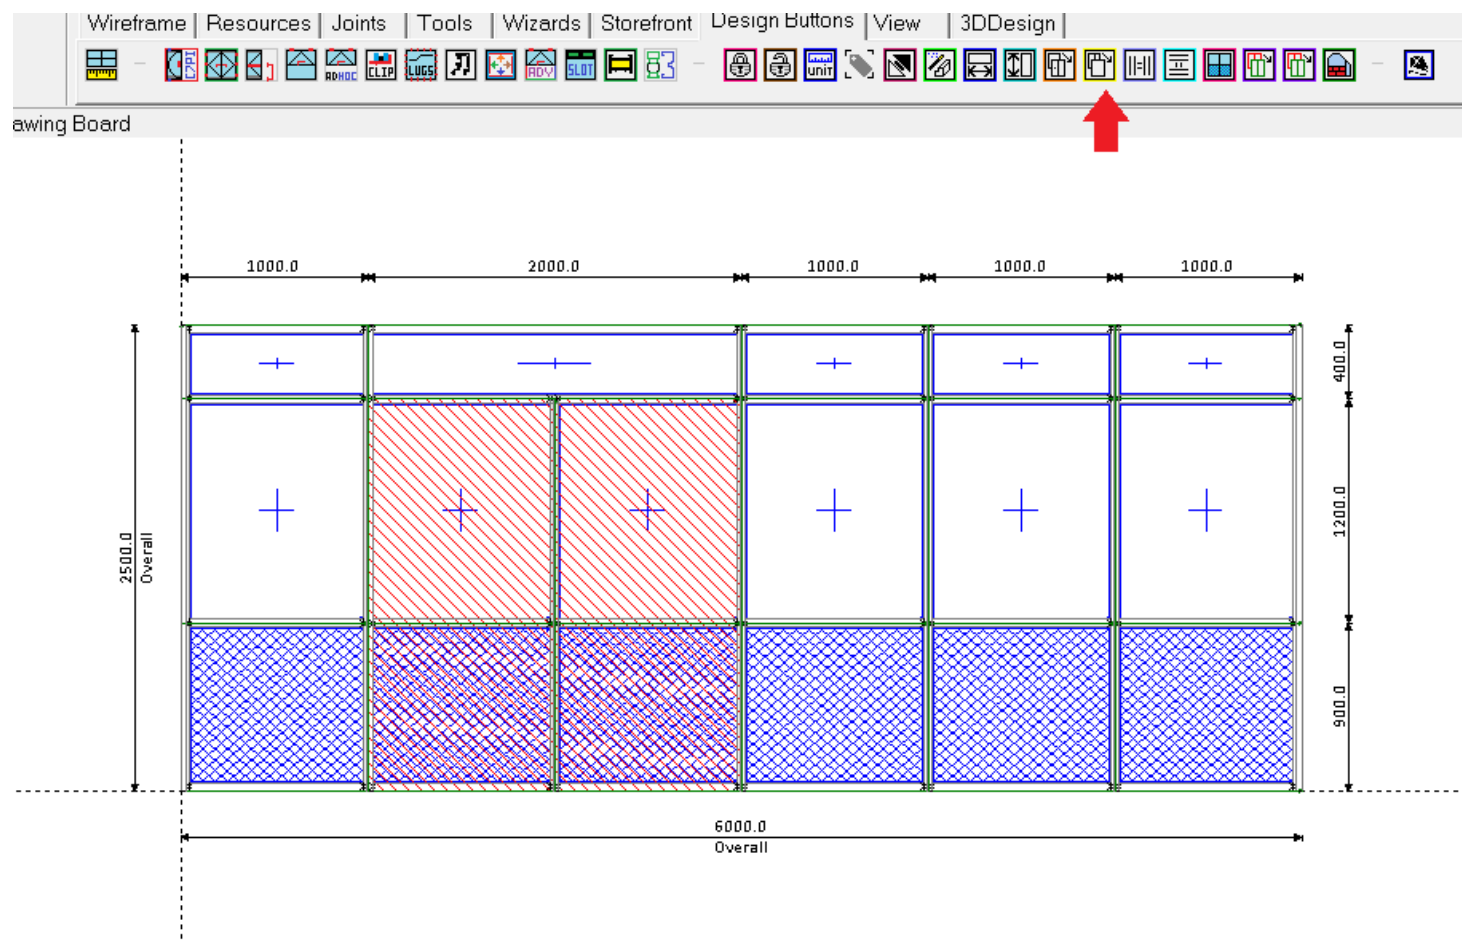 Wireframe Resources Joints Tools Wizards Storefront Design Buttons View 3DDesign
CPI ADHOC CLIP LUGS ADV SLOT unit
awing Board
1000.0 2000.0 1000.0 1000.0 1000.0
400.0
1200.0
2500.0
Overall
900.0
6000.0
Overall